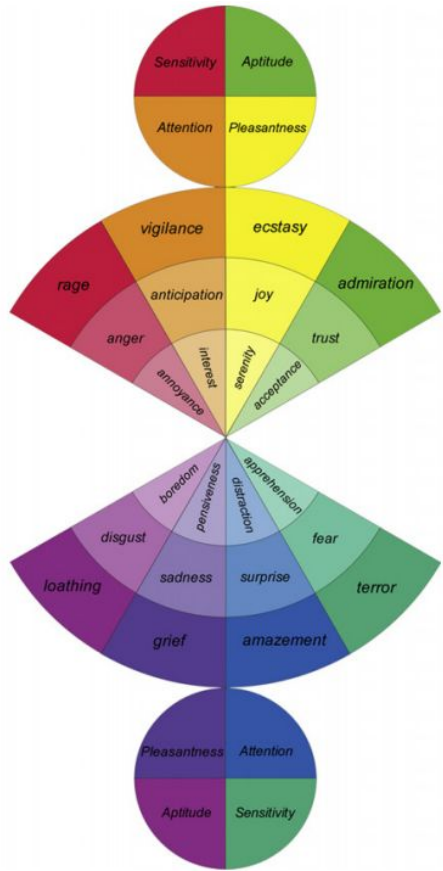 Sensitivity Aptitude
Attention Pleasantness
vigilance ecstasy
rage admiration
anticipation joy
anger trust
annoyance interest serenity acceptance
boredom pensiveness distraction apprehension
disgust fear
sadness surprise
loathing terror
grief amazement
Pleasantness Attention
Aptitude Sensitivity